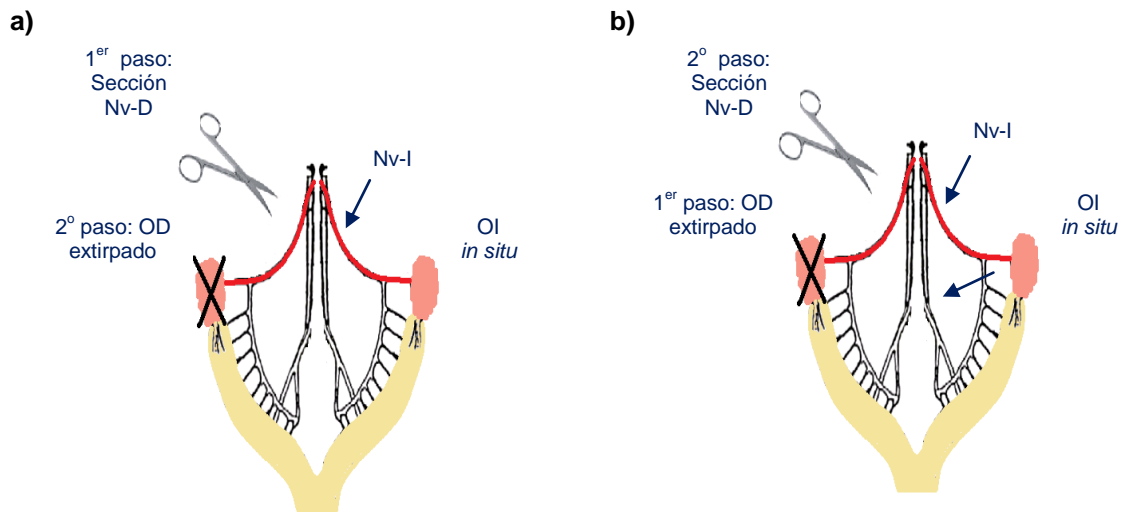 a)
1er paso:
Sección
Nv-D
Nv-I
2o paso: OD
extirpado
OI
in situ
b)
2o paso:
Sección
Nv-D
Nv-I
1er paso: OD
extirpado
OI
in situ